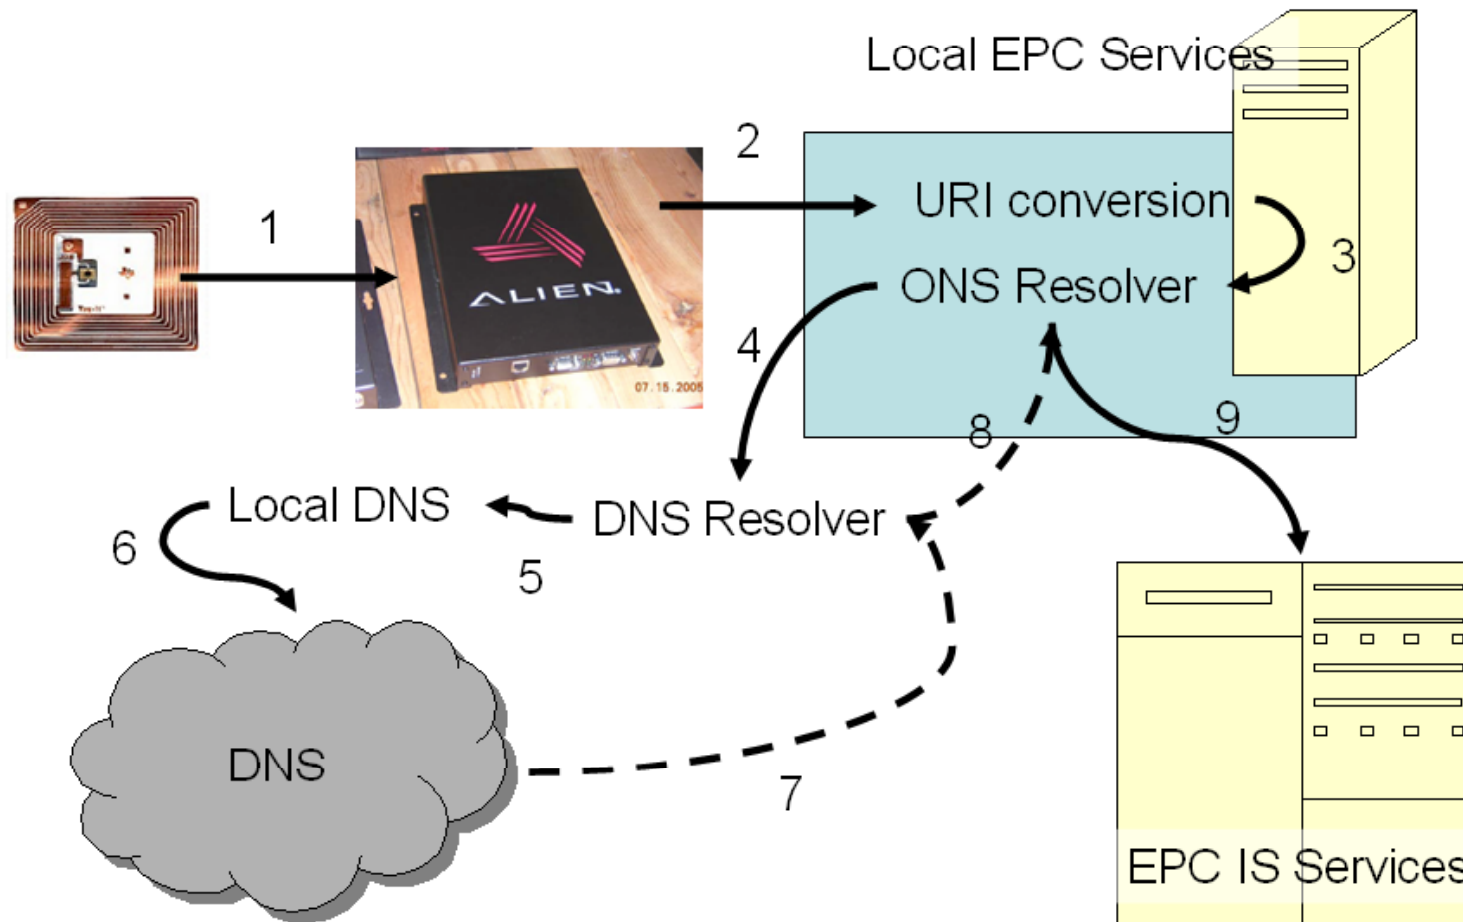 Local EPC Services
2
URI conversion
1
3
ALIEN
ONS Resolver
4
07.15.2005
9
8
Local DNS
DNS Resolver
6
5
DNS
7
EPC IS Services